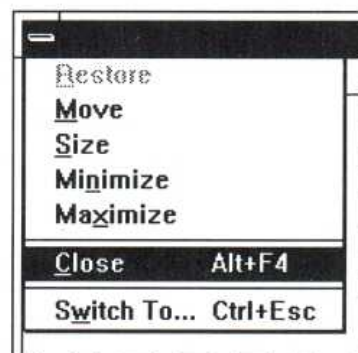 Restore
Move
Size
Minimize
Maximize
Close Alt+F4
Switch To... Ctrl+Esc